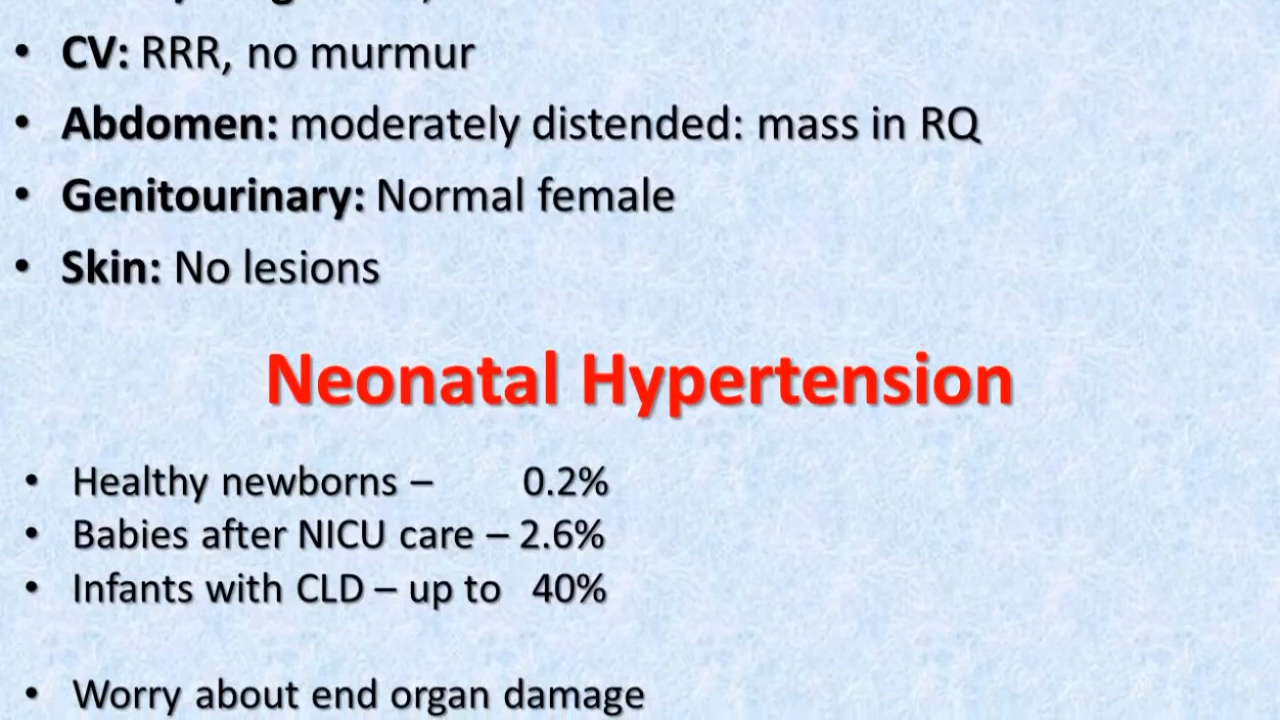 • CV: RRR, no murmur
• Abdomen: moderately distended: mass in RQ
• Genitourinary: Normal female
• Skin: No lesions
Neonatal Hypertension
• Healthy newborns – 0.2%
• Babies after NICU care – 2.6%
• Infants with CLD – up to 40%
• Worry about end organ damage